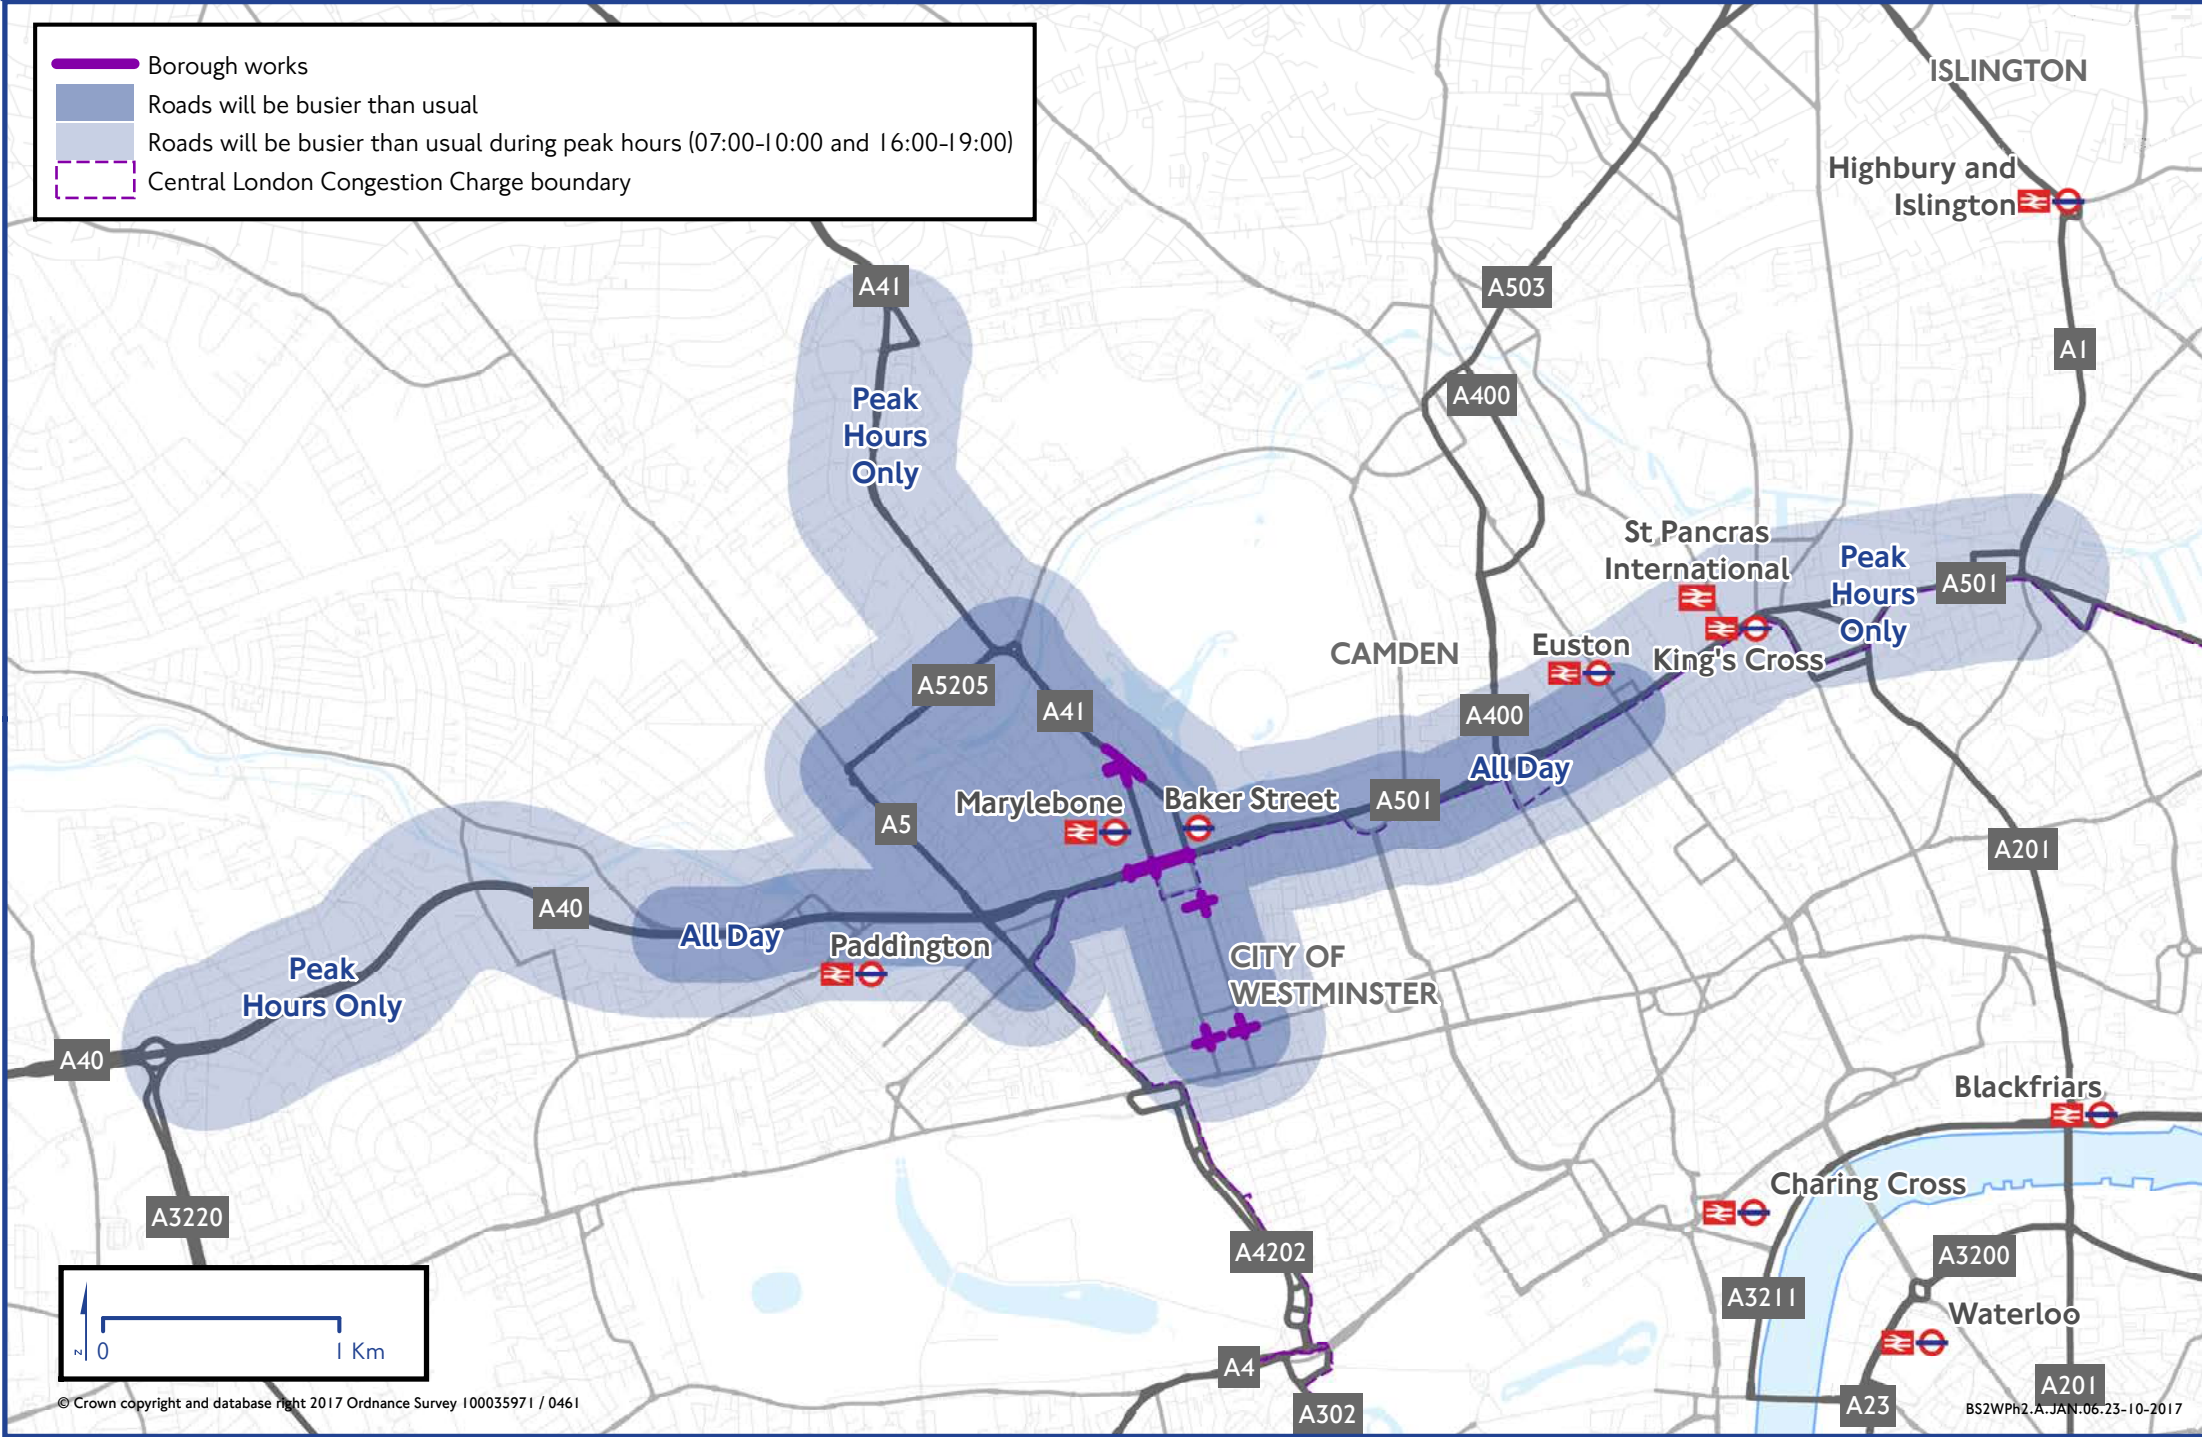 Borough works
Roads will be busier than usual
Roads will be busier than usual during peak hours (07:00-10:00 and 16:00-19:00)
Central London Congestion Charge boundary
ISLINGTON
Highbury and
Islington
A41
A503
A1
A400
Peak
Hours
Only
St Pancras
International
Peak
Hours
Only
A501
CAMDEN
Euston
King's Cross
A5205
A41
A400
All Day
Marylebone
Baker Street
A501
A5
A201
A40
All Day
Paddington
CITY OF
WESTMINSTER
Peak
Hours Only
A40
Blackfriars
Charing Cross
A3220
A4202
A3200
A3211
Waterloo
N 0 1 Km
A4
A201
A23
A302
© Crown copyright and database right 2017 Ordnance Survey 100035971 / 0461
BS2WPh2.A.JAN.06.23-10-2017